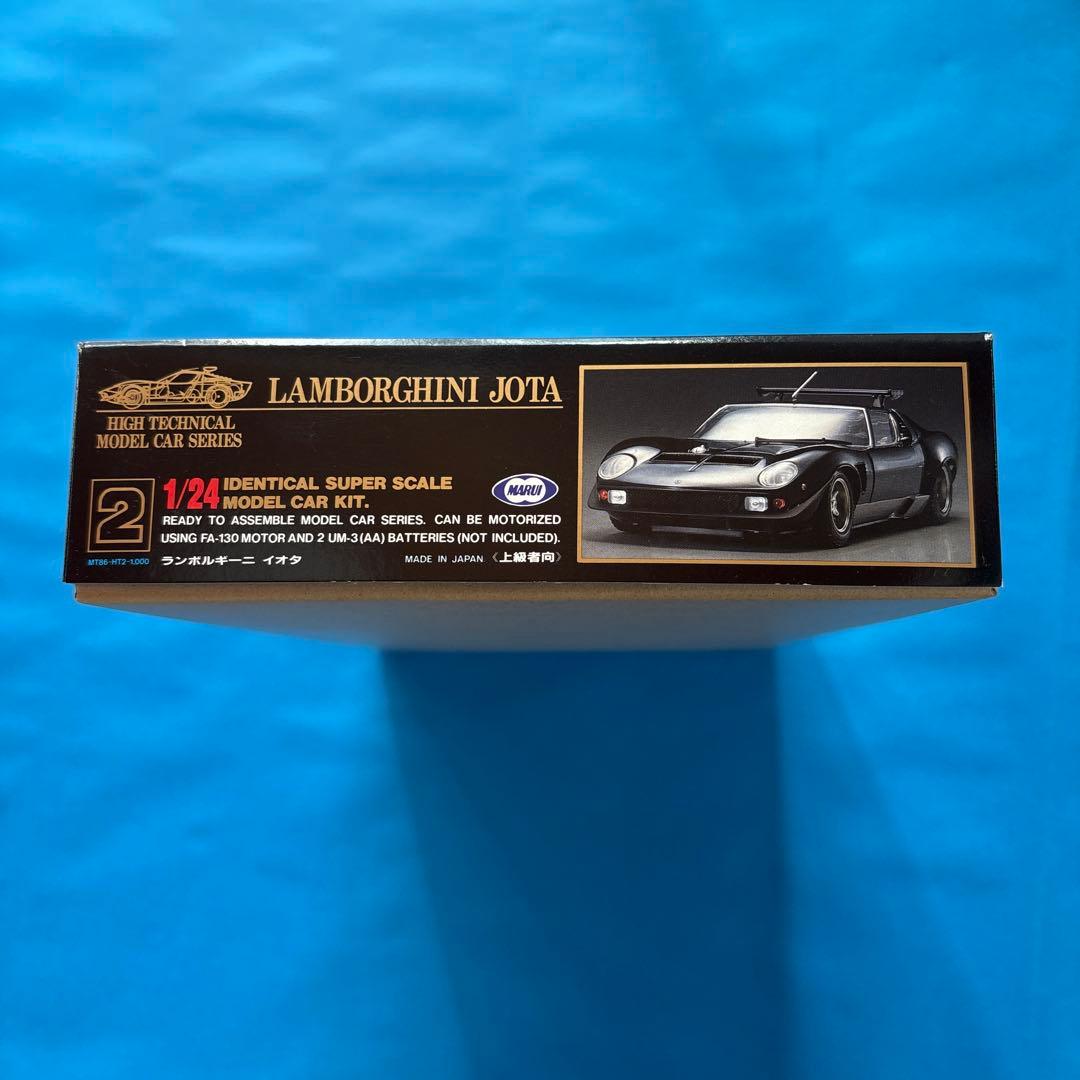 LAMBORGHINI JOTA
HIGH TECHNICAL
MODEL CAR SERIES
2
1/24 IDENTICAL SUPER SCALE
MODEL CAR KIT.
MARUI
READY TO ASSEMBLE MODEL CAR SERIES. CAN BE MOTORIZED
USING FA-130 MOTOR AND 2 UM-3(AA) BATTERIES (NOT INCLUDED).
MT86-HT2-1,000
ランボルギーニ イオタ
MADE IN JAPAN.《上級者向》